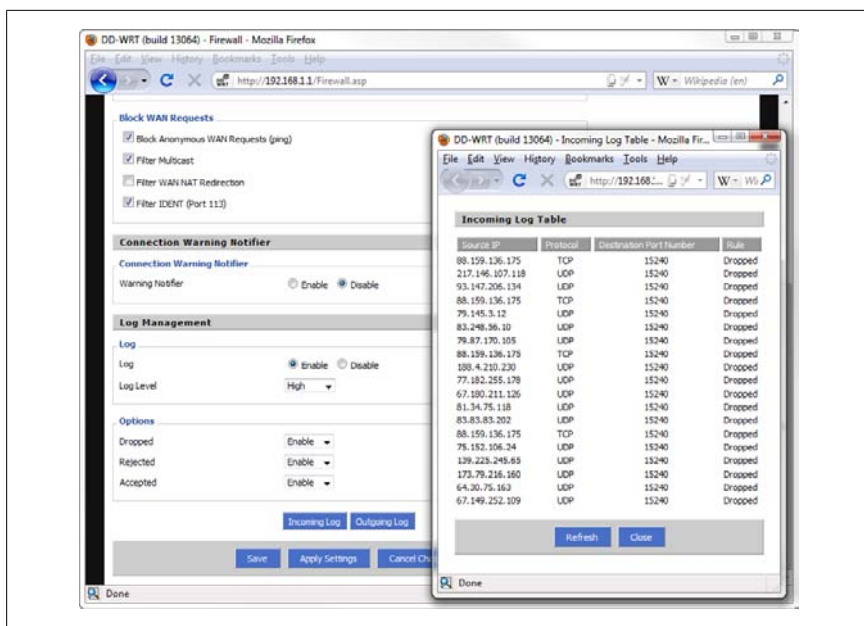 DD-WRT (build 13064) - Firewall - Mozilla Firefox
File Edit View History Bookmarks Tools Help
http://192.168.1.1/Firewall.asp
W Wikipedia (en)
Block WAN Requests
Block Anonymous WAN Requests (ping)
Filter Multicast
Filter WAN NAT Redirection
Filter IDENT (Port 113)
Connection Warning Notifier
Connection Warning Notifier
Warning Notifier Enable Disable
Log Management
Log
Log Enable Disable
Log Level High
Options
Dropped Enable
Rejected Enable
Accepted Enable
Incoming Log Outgoing Log
Save Apply Settings Cancel Ch
Done
DD-WRT (build 13064) - Incoming Log Table - Mozilla Fir...
File Edit View History Bookmarks Tools Help
http://192.168.... W Wi
Incoming Log Table
Source IP Protocol Destination Port Number Rule
88.159.136.175 TCP 15240 Dropped
217.146.107.118 UDP 15240 Dropped
93.147.206.134 UDP 15240 Dropped
88.159.136.175 TCP 15240 Dropped
79.145.3.12 UDP 15240 Dropped
83.248.56.10 UDP 15240 Dropped
79.87.170.105 UDP 15240 Dropped
88.159.136.175 TCP 15240 Dropped
188.4.210.230 UDP 15240 Dropped
77.182.255.178 UDP 15240 Dropped
67.180.211.126 UDP 15240 Dropped
81.34.75.118 UDP 15240 Dropped
83.83.83.202 UDP 15240 Dropped
88.159.136.175 TCP 15240 Dropped
75.152.106.24 UDP 15240 Dropped
139.225.245.65 UDP 15240 Dropped
173.79.216.160 UDP 15240 Dropped
64.30.75.163 UDP 15240 Dropped
67.149.252.109 UDP 15240 Dropped
Refresh Close
Done